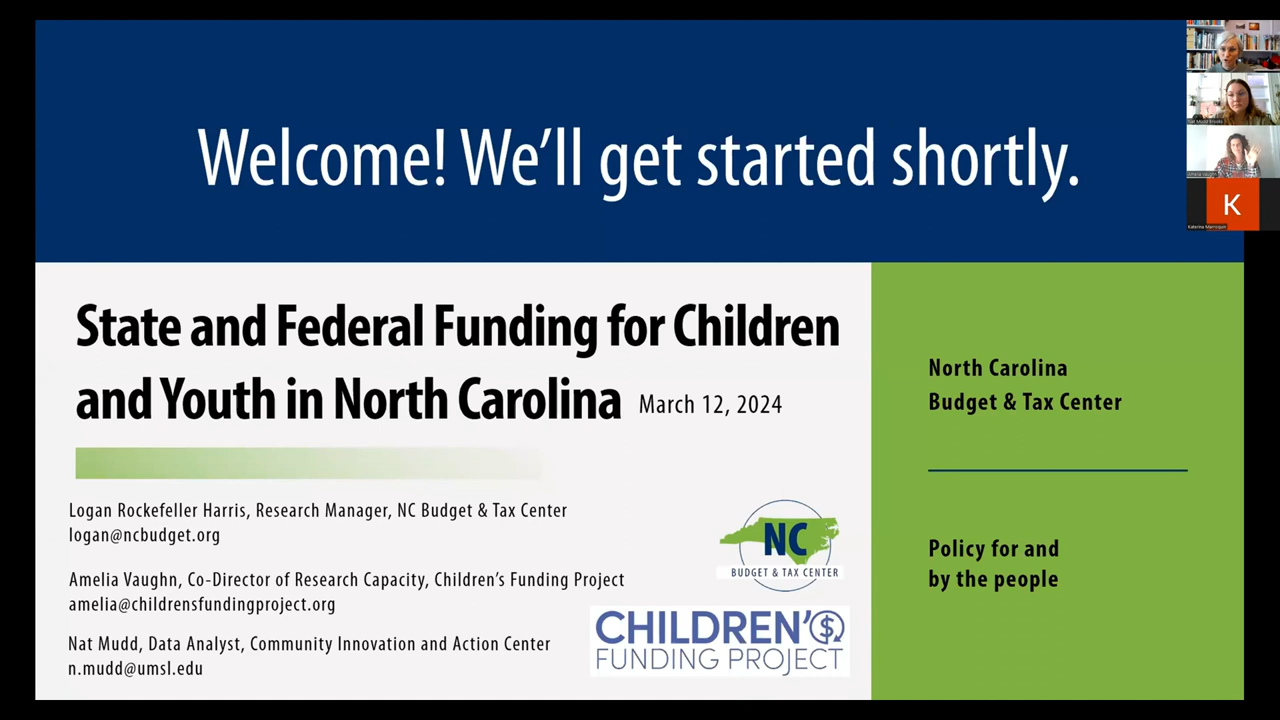 Welcome! We'll get started shortly.
State and Federal Funding for Children
and Youth in North Carolina March 12, 2024
Logan Rockefeller Harris, Research Manager, NC Budget & Tax Center
logan@ncbudget.org
Amelia Vaughn, Co-Director of Research Capacity, Children's Funding Project
amelia@childrensfundingproject.org
Nat Mudd, Data Analyst, Community Innovation and Action Center
n.mudd@umsl.edu
NC
BUDGET & TAX CENTER
CHILDREN'S
FUNDING PROJECT
North Carolina
Budget & Tax Center
Policy for and
by the people
Amelia Vaughn
K